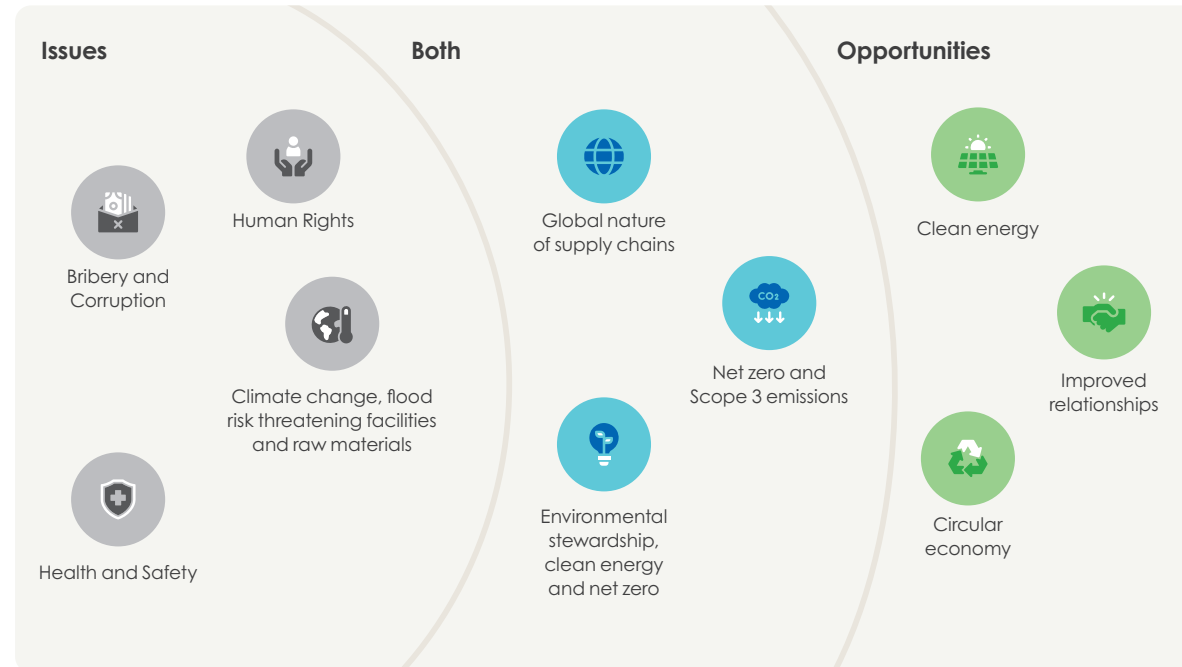 Issues
Bribery and
Corruption
Human Rights
Climate change, flood
risk threatening facilities
and raw materials
Health and Safety
Both
Global nature
of supply chains
CO₂
Net zero and
Scope 3 emissions
Environmental
stewardship,
clean energy
and net zero
Opportunities
Clean energy
Improved
relationships
Circular
economy